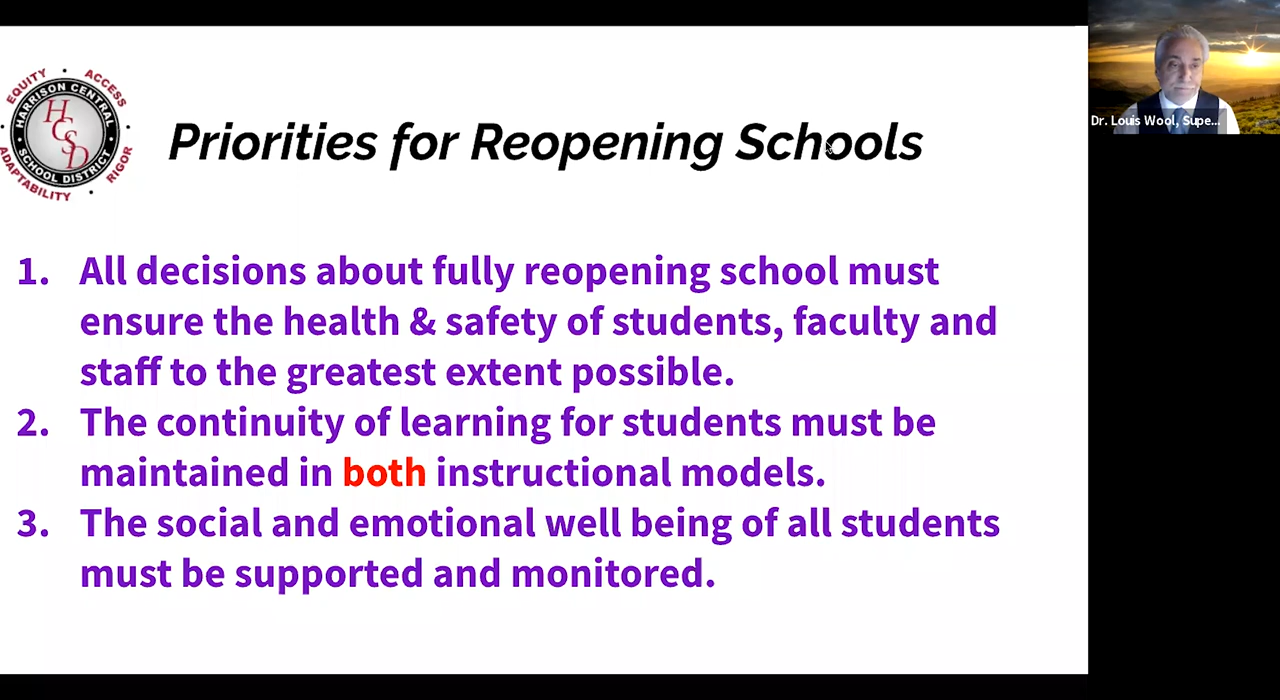 EQUITY · ACCESS
HARRISON CENTRAL
HCSD
SCHOOL DISTRICT
ADAPTABILITY · RIGOR
Priorities for Reopening Schools
Dr. Louis Wool, Supe...
1. All decisions about fully reopening school must
ensure the health & safety of students, faculty and
staff to the greatest extent possible.
2. The continuity of learning for students must be
maintained in both instructional models.
3. The social and emotional well being of all students
must be supported and monitored.